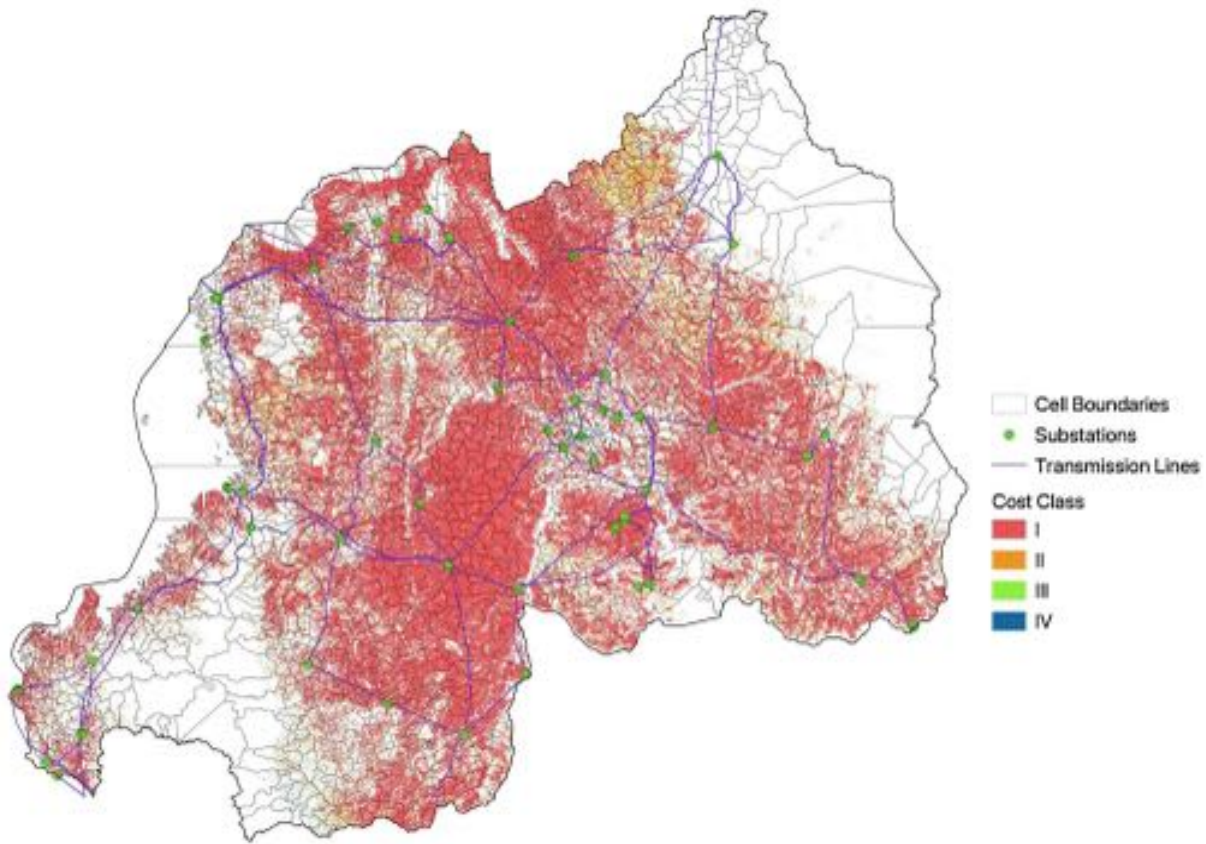 Cell Boundaries
Substations
Transmission Lines
Cost Class
I
II
III
IV